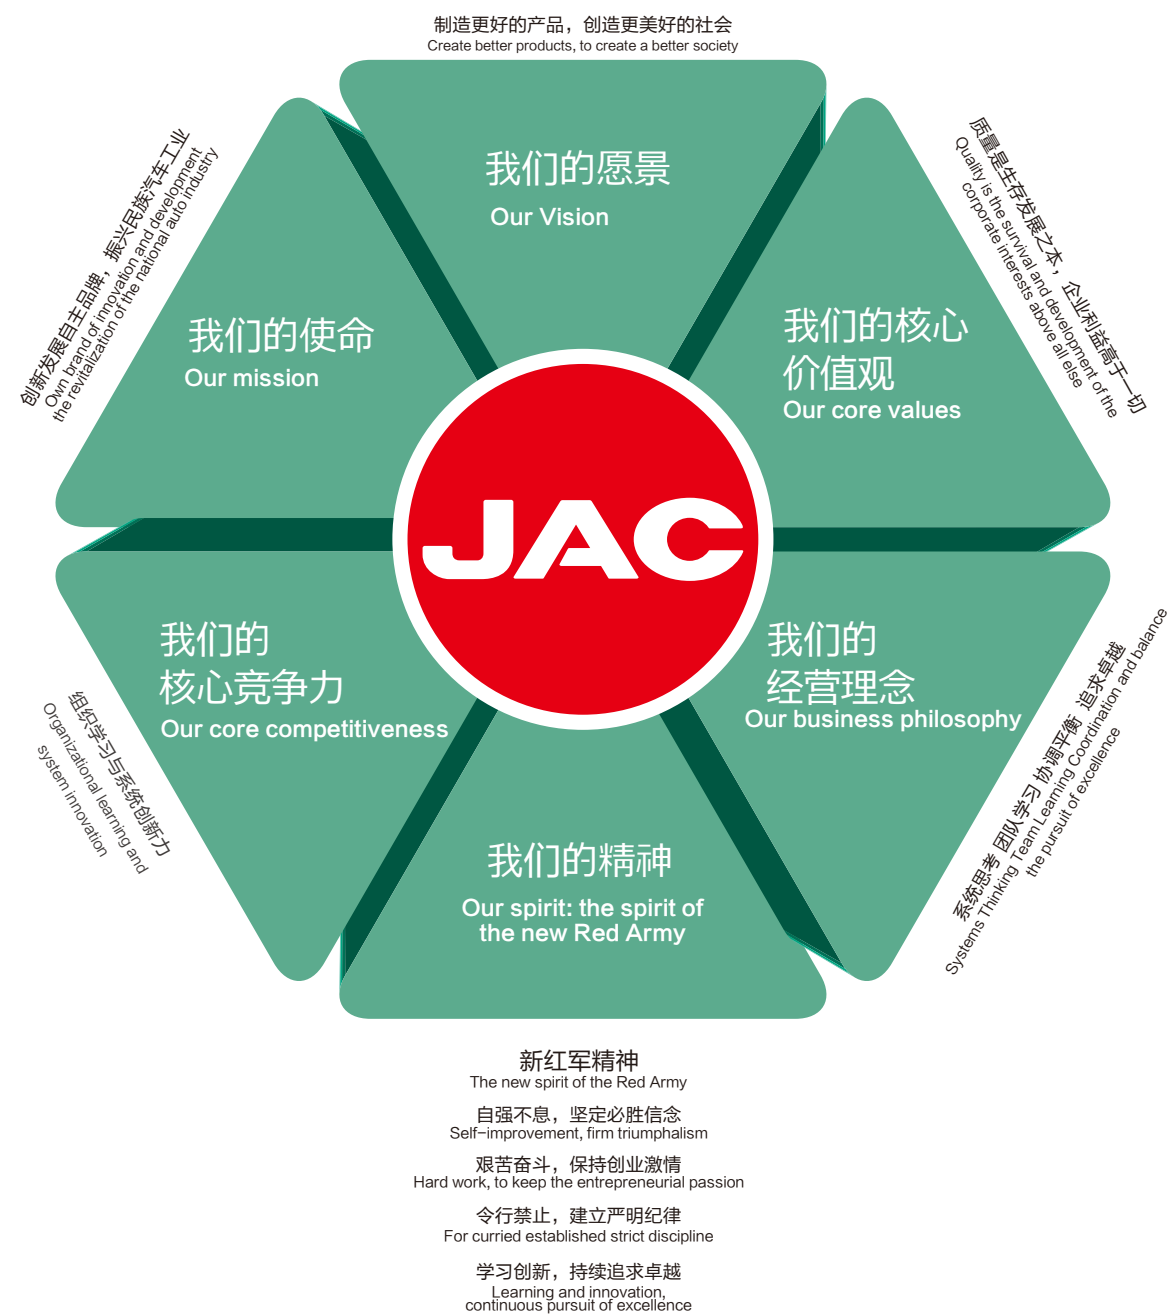 制造更好的产品，创造更美好的社会
Create better products, to create a better society
我们的愿景
Our Vision
创新发展自主品牌，振兴民族汽车工业
Own brand of innovation and development
the revitalization of the national auto industry
我们的使命
Our mission
质量是生存发展之本，企业利益高于一切
Quality is the survival and development of the
corporate interests above all else
我们的核心
价值观
Our core values
JAC
我们的
核心竞争力
Our core competitiveness
组织学习与系统创新力
Organizational learning and
system innovation
我们的
经营理念
Our business philosophy
系统思考 团队学习 协调平衡 追求卓越
Systems Thinking Team Learning Coordination and balance
the pursuit of excellence
我们的精神
Our spirit: the spirit of
the new Red Army
新红军精神
The new spirit of the Red Army
自强不息，坚定必胜信念
Self-improvement, firm triumphalism
艰苦奋斗，保持创业激情
Hard work, to keep the entrepreneurial passion
令行禁止，建立严明纪律
For curried established strict discipline
学习创新，持续追求卓越
Learning and innovation,
continuous pursuit of excellence